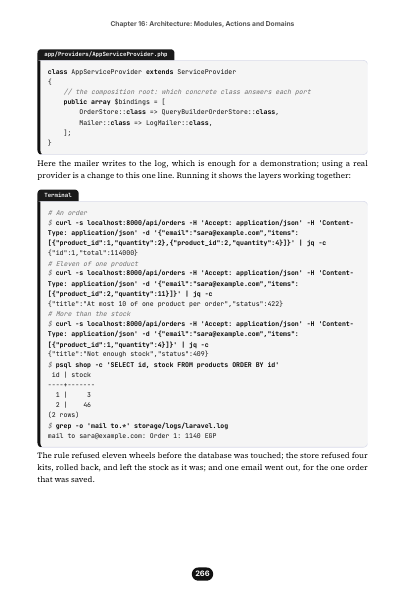 Chapter 16: Architecture: Modules, Actions and Domains
app/Providers/AppServiceProvider.php
class AppServiceProvider extends ServiceProvider
{
    // the composition root: which concrete class answers each port
    public array $bindings = [
        OrderStore::class => QueryBuilderOrderStore::class,
        Mailer::class => LogMailer::class,
    ];
}
Here the mailer writes to the log, which is enough for a demonstration; using a real
provider is a change to this one line. Running it shows the layers working together:
Terminal
# An order
$ curl -s localhost:8000/api/orders -H 'Accept: application/json' -H 'Content-
Type: application/json' -d '{"email":"sara@example.com","items":
[{"product_id":1,"quantity":2},{"product_id":2,"quantity":4}]}' | jq -c
{"id":1,"total":114000}
# Eleven of one product
$ curl -s localhost:8000/api/orders -H 'Accept: application/json' -H 'Content-
Type: application/json' -d '{"email":"sara@example.com","items":
[{"product_id":2,"quantity":11}]}' | jq -c
{"title":"At most 10 of one product per order","status":422}
# More than the stock
$ curl -s localhost:8000/api/orders -H 'Accept: application/json' -H 'Content-
Type: application/json' -d '{"email":"sara@example.com","items":
[{"product_id":1,"quantity":4}]}' | jq -c
{"title":"Not enough stock","status":409}
$ psql shop -c 'SELECT id, stock FROM products ORDER BY id'
 id | stock
----+-------
  1 |     3
  2 |    46
(2 rows)
$ grep -o 'mail to.*' storage/logs/laravel.log
mail to sara@example.com: Order 1: 1140 EGP
The rule refused eleven wheels before the database was touched; the store refused four
kits, rolled back, and left the stock as it was; and one email went out, for the one order
that was saved.
266